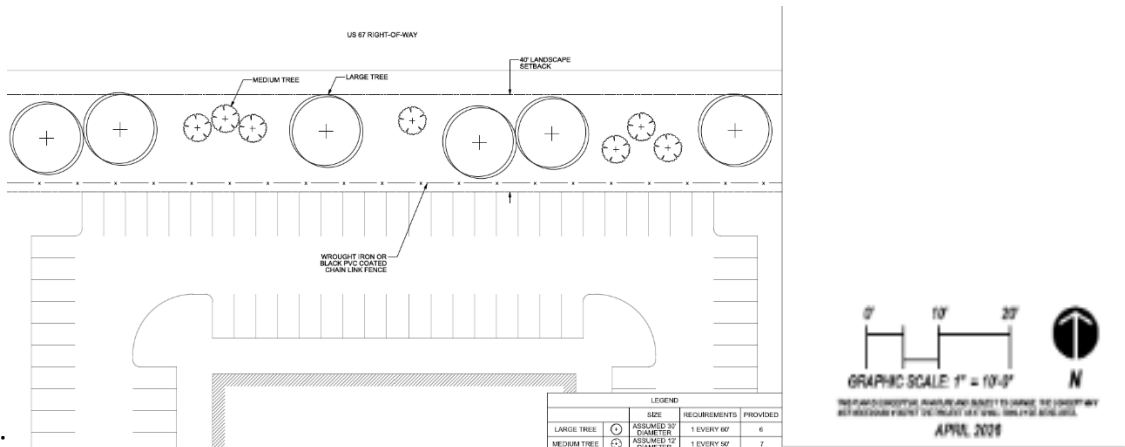 US 67 RIGHT-OF-WAY
40' LANDSCAPE
SETBACK
MEDIUM TREE
LARGE TREE
WROUGHT IRON OR
BLACK PVC COATED
CHAIN LINK FENCE
0' 10' 20'
GRAPHIC SCALE: 1" = 10'-0"
N
APRIL 2026
LEGEND
SIZE REQUIREMENTS PROVIDED
LARGE TREE ASSUMED 30' DIAMETER 1 EVERY 60' 6
MEDIUM TREE ASSUMED 12' DIAMETER 1 EVERY 50' 7